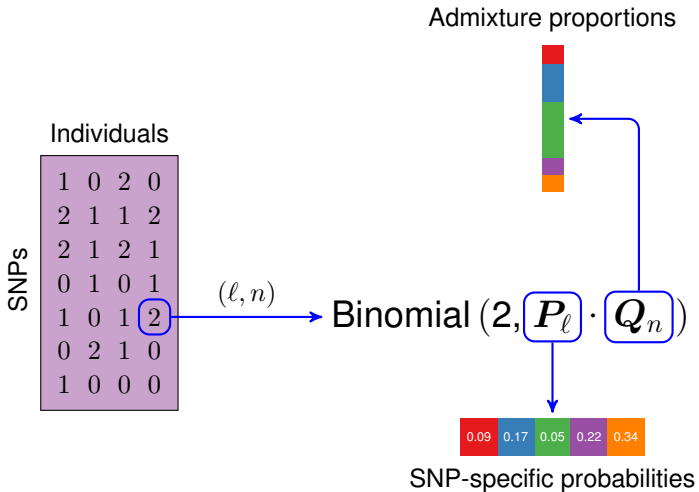 Admixture proportions
Individuals
SNPs
1 0 2 0
2 1 1 2
2 1 2 1
0 1 0 1
1 0 1 2
0 2 1 0
1 0 0 0
(ℓ, n)
Binomial (2, P_ℓ · Q_n)
0.09 0.17 0.05 0.22 0.34
SNP-specific probabilities